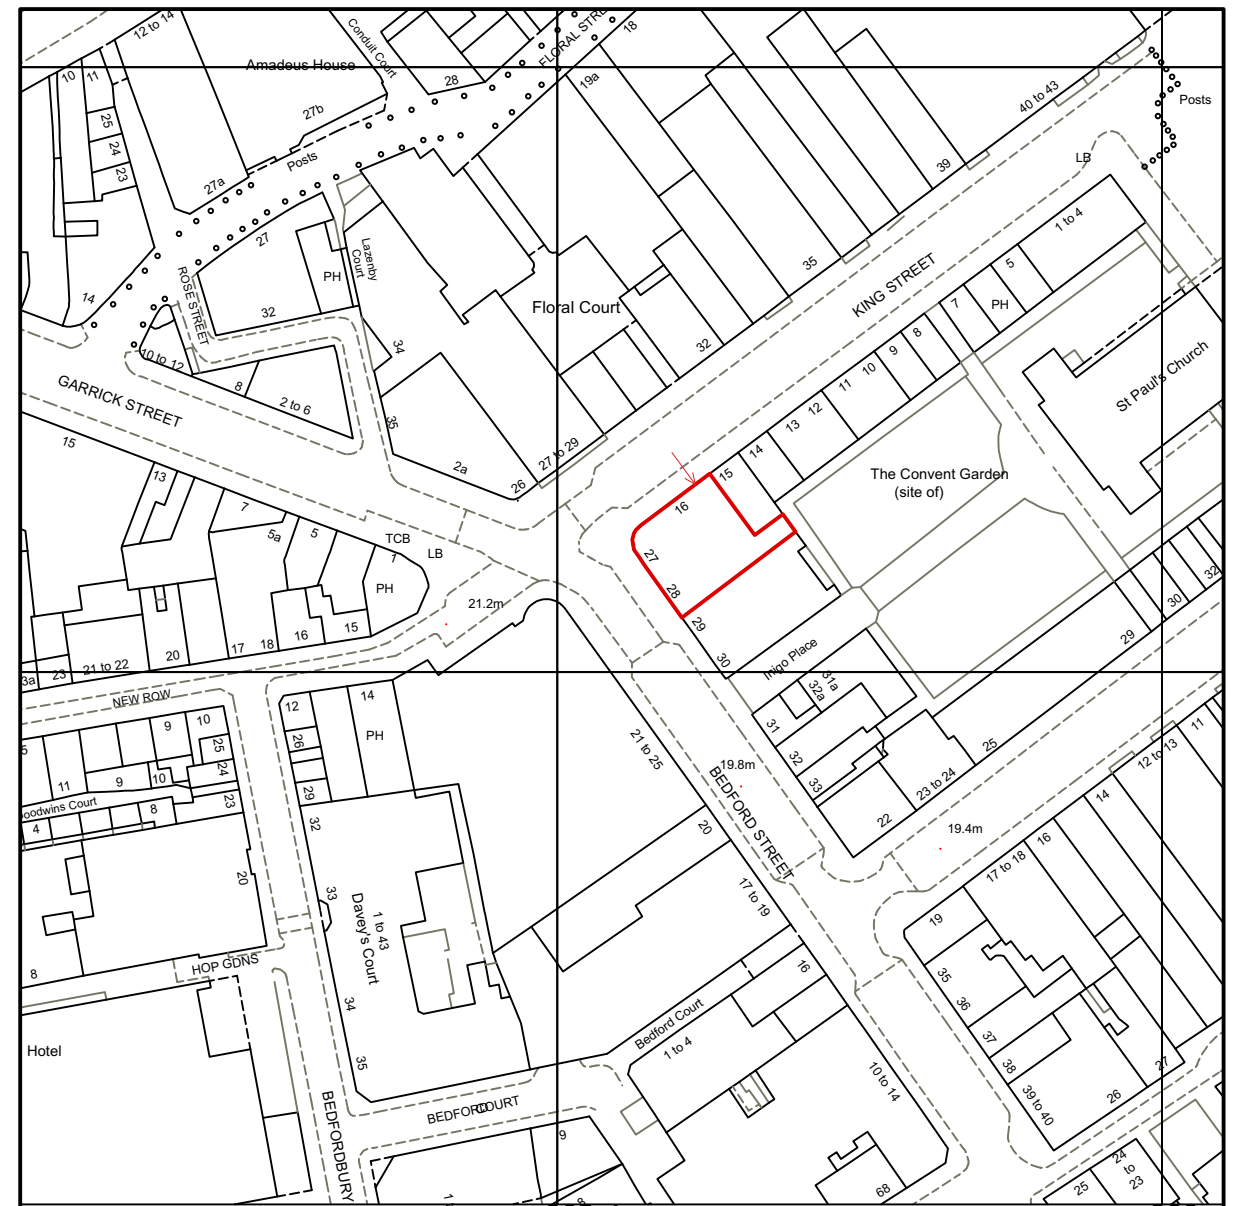 12 to 14
Conduit Court
FLORAL STRE
18
Amadeus House
10
11
28
19a
40 to 43
Posts
27b
25
24
23
Posts
27a
LB
39
1 to 4
27
Lazenby
Court
PH
35
KING STREET
5
ROSE STREET
14
32
Floral Court
7
PH
34
32
8
9
10 to 12
10
11
St Paul's Church
8
2 to 6
GARRICK STREET
12
13
35
15
2a
27 to 29
14
15
26
13
The Convent Garden
(site of)
7
16
5a
5
TCB
LB
1
27
PH
28
21.2m
32
30
29
16
15
18
17
29
20
21 to 22
23
3a
30
Inigo Place
31a
32a
NEW ROW
14
12
9
10
31
PH
26
25
5
21 to 25
32
25
11
12 to 13
24
9
10
11
19.8m
33
23 to 24
29
23
14
8
oodwins Court
4
22
BEDFORD STREET
32
20
19.4m
16
17 to 18
20
33
17 to 19
1 to 43
Davey's Court
19
8
HOP GDNS
16
35
34
36
Bedford Court
37
Hotel
1 to 4
35
38
27
10 to 14
26
39 to 40
BEDFORDBURY
BEDFORD COURT
9
24
to
23
25
68